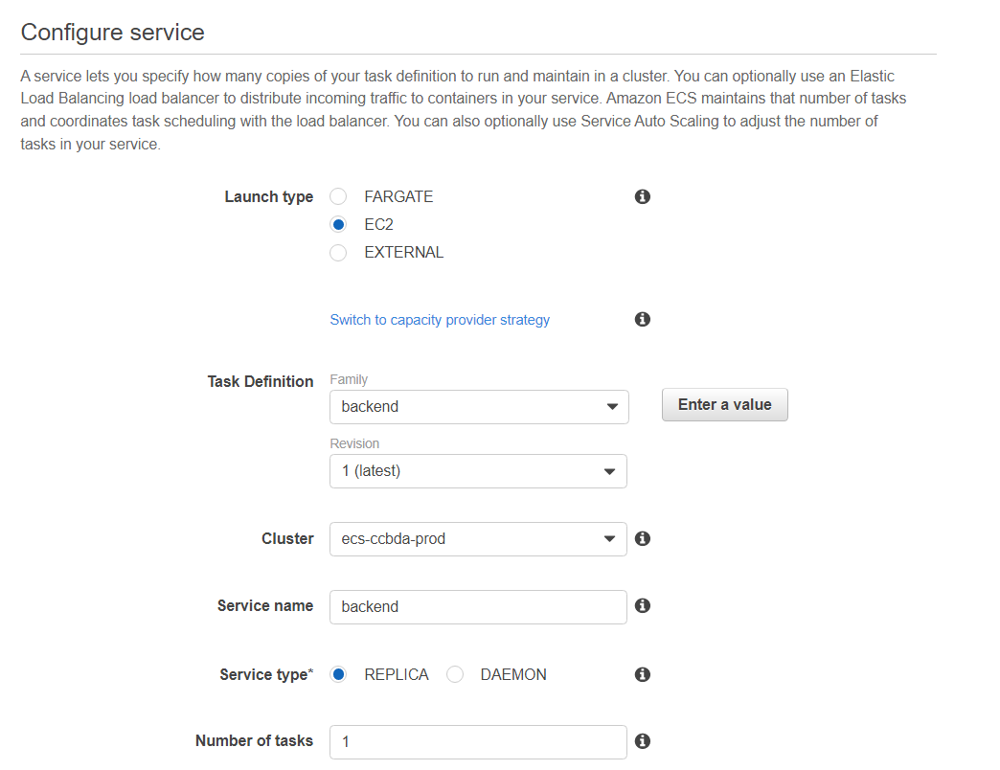 Configure service
A service lets you specify how many copies of your task definition to run and maintain in a cluster. You can optionally use an Elastic
Load Balancing load balancer to distribute incoming traffic to containers in your service. Amazon ECS maintains that number of tasks
and coordinates task scheduling with the load balancer. You can also optionally use Service Auto Scaling to adjust the number of
tasks in your service.
Launch type FARGATE
EC2
EXTERNAL
Switch to capacity provider strategy
Task Definition Family
backend Enter a value
Revision
1 (latest)
Cluster ecs-ccbda-prod
Service name backend
Service type* REPLICA DAEMON
Number of tasks 1